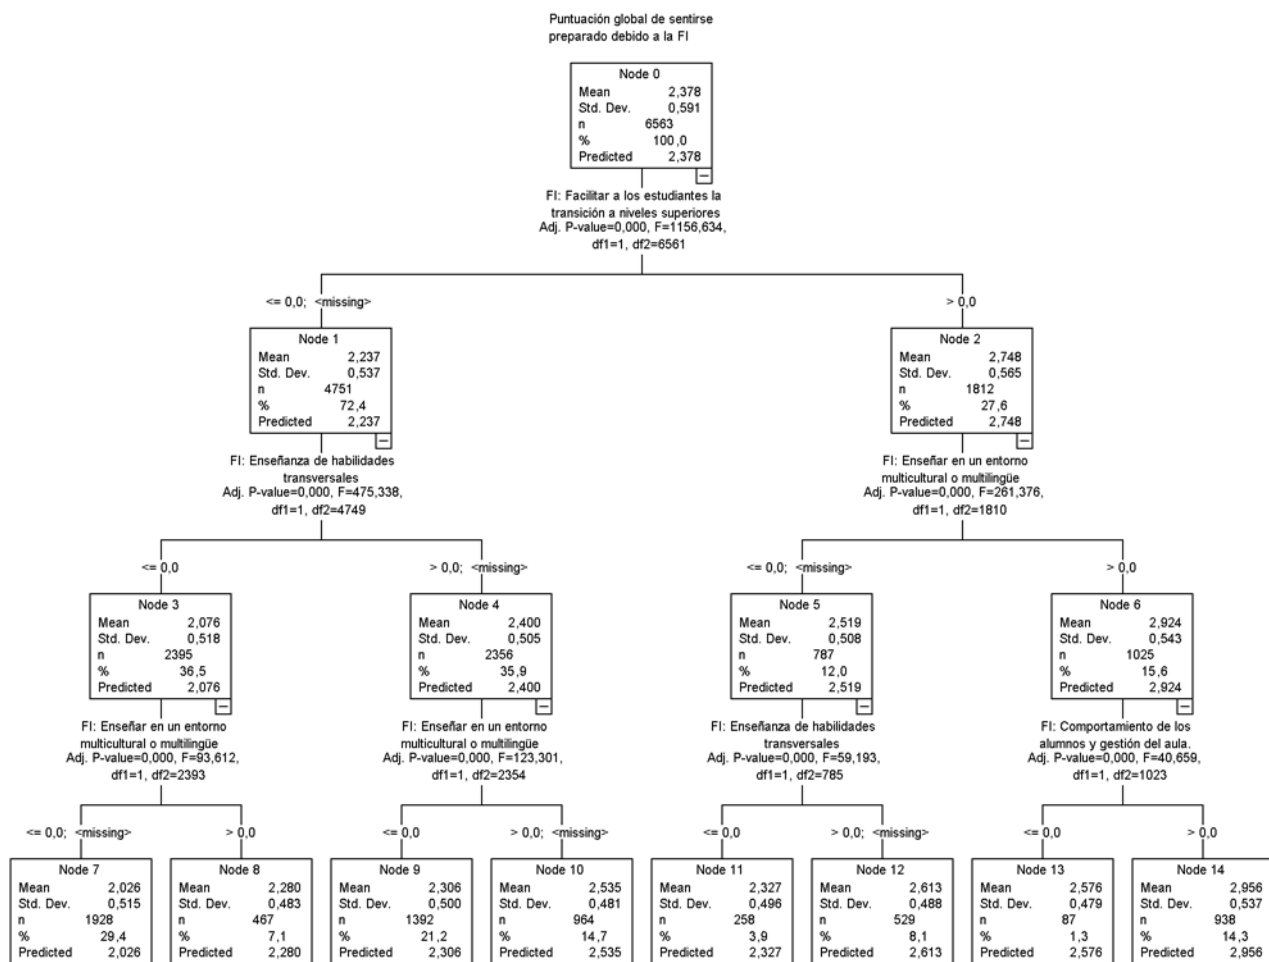 Puntuación global de sentirse
preparado debido a la FI
Node 0
Mean 2,378
Std. Dev. 0,591
n 6563
% 100,0
Predicted 2,378
FI: Facilitar a los estudiantes la
transición a niveles superiores
Adj. P-value=0,000, F=1156,634,
df1=1, df2=6561
<= 0,0; <missing>
> 0,0
Node 1
Mean 2,237
Std. Dev. 0,537
n 4751
% 72,4
Predicted 2,237
Node 2
Mean 2,748
Std. Dev. 0,565
n 1812
% 27,6
Predicted 2,748
FI: Enseñanza de habilidades
transversales
Adj. P-value=0,000, F=475,338,
df1=1, df2=4749
FI: Enseñar en un entorno
multicultural o multilingüe
Adj. P-value=0,000, F=261,376,
df1=1, df2=1810
<= 0,0
> 0,0; <missing>
<= 0,0; <missing>
> 0,0
Node 3
Mean 2,076
Std. Dev. 0,518
n 2395
% 36,5
Predicted 2,076
Node 4
Mean 2,400
Std. Dev. 0,505
n 2356
% 35,9
Predicted 2,400
Node 5
Mean 2,519
Std. Dev. 0,508
n 787
% 12,0
Predicted 2,519
Node 6
Mean 2,924
Std. Dev. 0,543
n 1025
% 15,6
Predicted 2,924
FI: Enseñar en un entorno
multicultural o multilingüe
Adj. P-value=0,000, F=93,612,
df1=1, df2=2393
FI: Enseñar en un entorno
multicultural o multilingüe
Adj. P-value=0,000, F=123,301,
df1=1, df2=2354
FI: Enseñanza de habilidades
transversales
Adj. P-value=0,000, F=59,193,
df1=1, df2=785
FI: Comportamiento de los
alumnos y gestión del aula.
Adj. P-value=0,000, F=40,659,
df1=1, df2=1023
<= 0,0; <missing>
> 0,0
<= 0,0
> 0,0; <missing>
<= 0,0
> 0,0; <missing>
<= 0,0
> 0,0
Node 7
Mean 2,026
Std. Dev. 0,515
n 1928
% 29,4
Predicted 2,026
Node 8
Mean 2,280
Std. Dev. 0,483
n 467
% 7,1
Predicted 2,280
Node 9
Mean 2,306
Std. Dev. 0,500
n 1392
% 21,2
Predicted 2,306
Node 10
Mean 2,535
Std. Dev. 0,481
n 964
% 14,7
Predicted 2,535
Node 11
Mean 2,327
Std. Dev. 0,496
n 258
% 3,9
Predicted 2,327
Node 12
Mean 2,613
Std. Dev. 0,488
n 529
% 8,1
Predicted 2,613
Node 13
Mean 2,576
Std. Dev. 0,479
n 87
% 1,3
Predicted 2,576
Node 14
Mean 2,956
Std. Dev. 0,537
n 938
% 14,3
Predicted 2,956